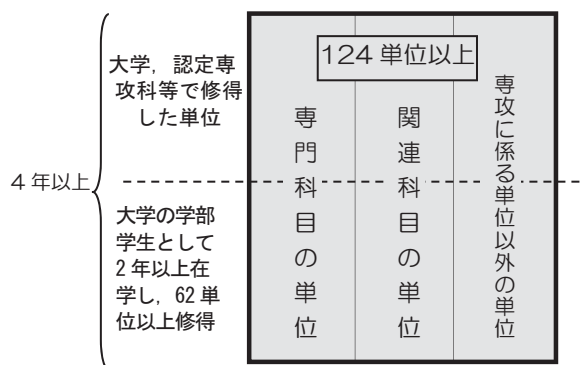 124 単位以上
大学，認定専
攻科等で修得
した単位
4 年以上
大学の学部
学生として
2 年以上在
学し，62 単
位以上修得
専門科目の単位
関連科目の単位
専攻に係る単位以外の単位